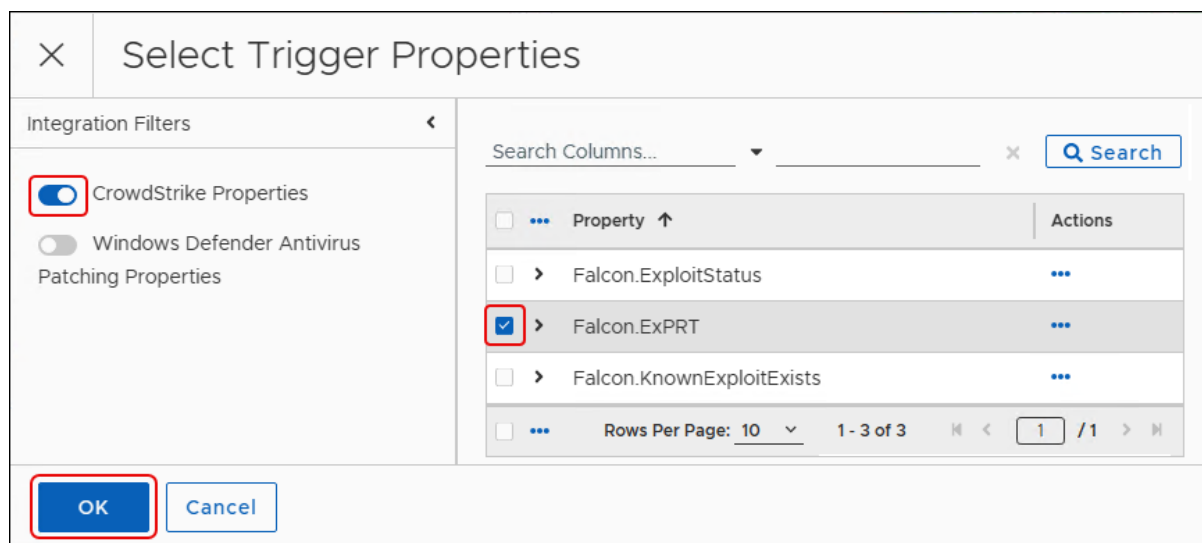 Select Trigger Properties
Integration Filters
CrowdStrike Properties
Windows Defender Antivirus
Patching Properties
Search Columns...
Search
Property
Actions
Falcon.ExploitStatus
Falcon.ExPRT
Falcon.KnownExploitExists
Rows Per Page: 10 1 - 3 of 3 1 / 1
OK Cancel